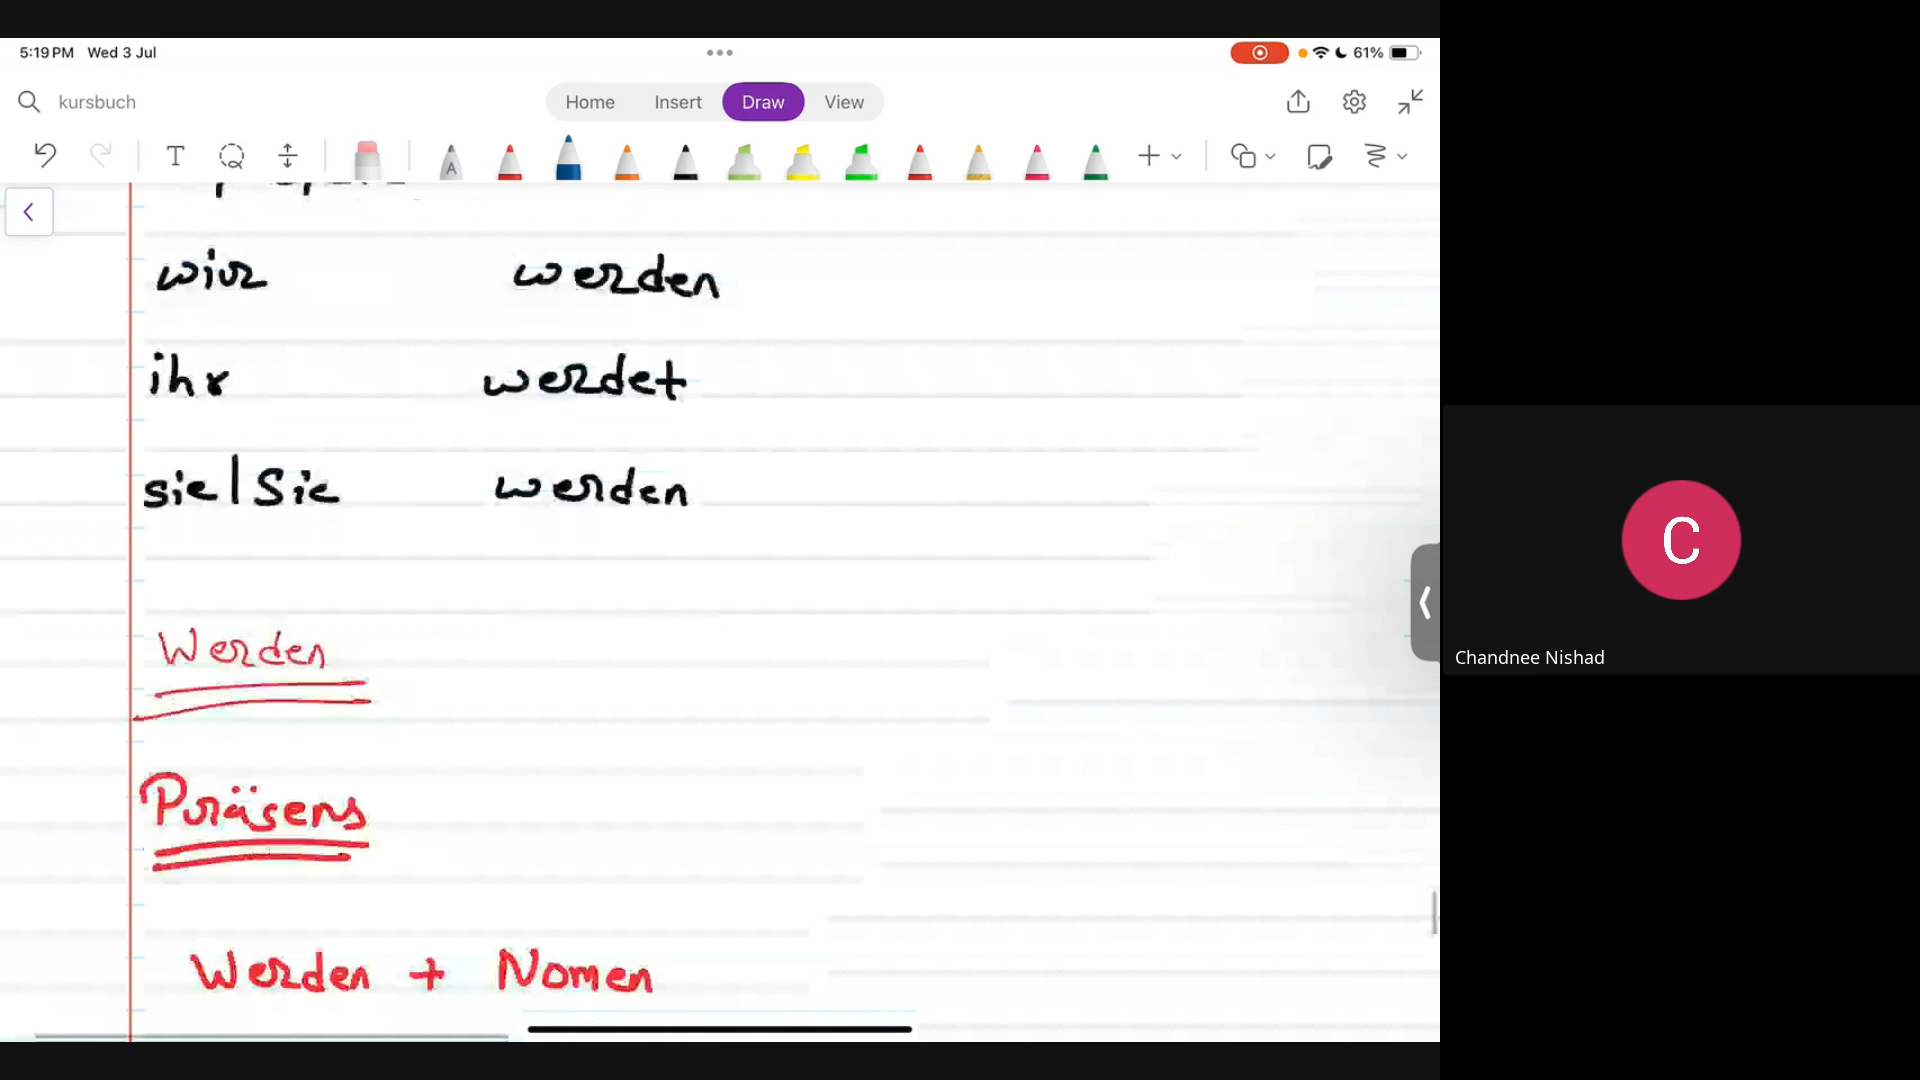 5:19 PM Wed 3 Jul
61%
kursbuch
Home Insert Draw View
T
A
wir werden
ihr werdet
sie|Sie werden
Werden
Präsens
Werden + Nomen
C
Chandnee Nishad